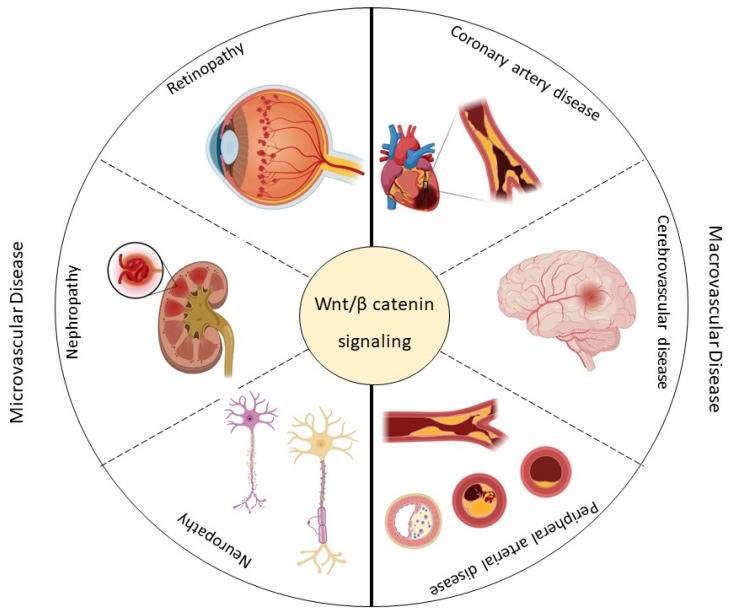 Retinopathy
Coronary artery disease
Microvascular Disease
Nephropathy
Wnt/β catenin
signaling
Cerebrovascular disease
Macrovascular Disease
Neuropathy
Peripheral arterial disease